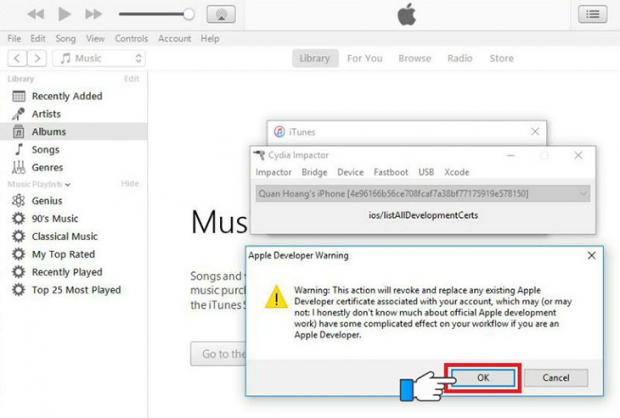 File Edit Song View Controls Account Help
Music
Library For You Browse Radio Store
Library Edit
Recently Added
Artists
Albums
Songs
Genres
Music Playlists Hide
Genius
90's Music
Classical Music
My Top Rated
Recently Played
Top 25 Most Played
iTunes
Cydia Impactor
Impactor Bridge Device Fastboot USB Xcode
Quan Hoang's iPhone [4e96166b56ce708fcaf7a38bf77175919e578150]
ios/listAllDevelopmentCerts
Mus
Songs and
music purc
the iTunes S
Go to the
Apple Developer Warning
Warning: This action will revoke and replace any existing Apple
Developer certificate associated with your account, which may (or may
not: I honestly don't know much about official Apple development
work) have some complicated effect on your workflow if you are an
Apple Developer.
OK Cancel